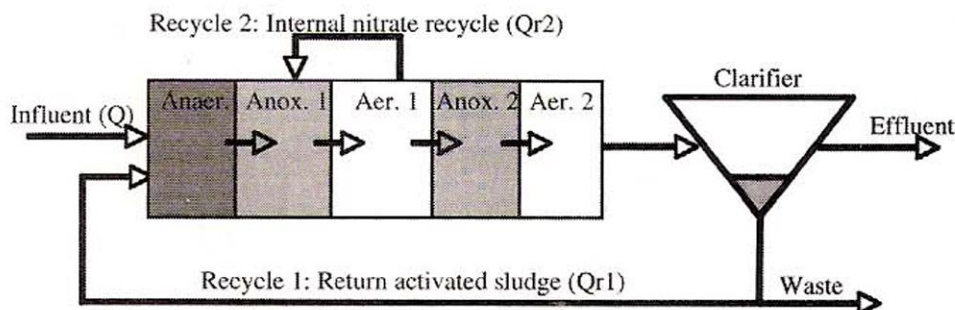 Recycle 2: Internal nitrate recycle (Qr2)
Clarifier
Anaer. Anox. 1 Aer. 1 Anox. 2 Aer. 2
Influent (Q)
Effluent
Recycle 1: Return activated sludge (Qr1)
Waste